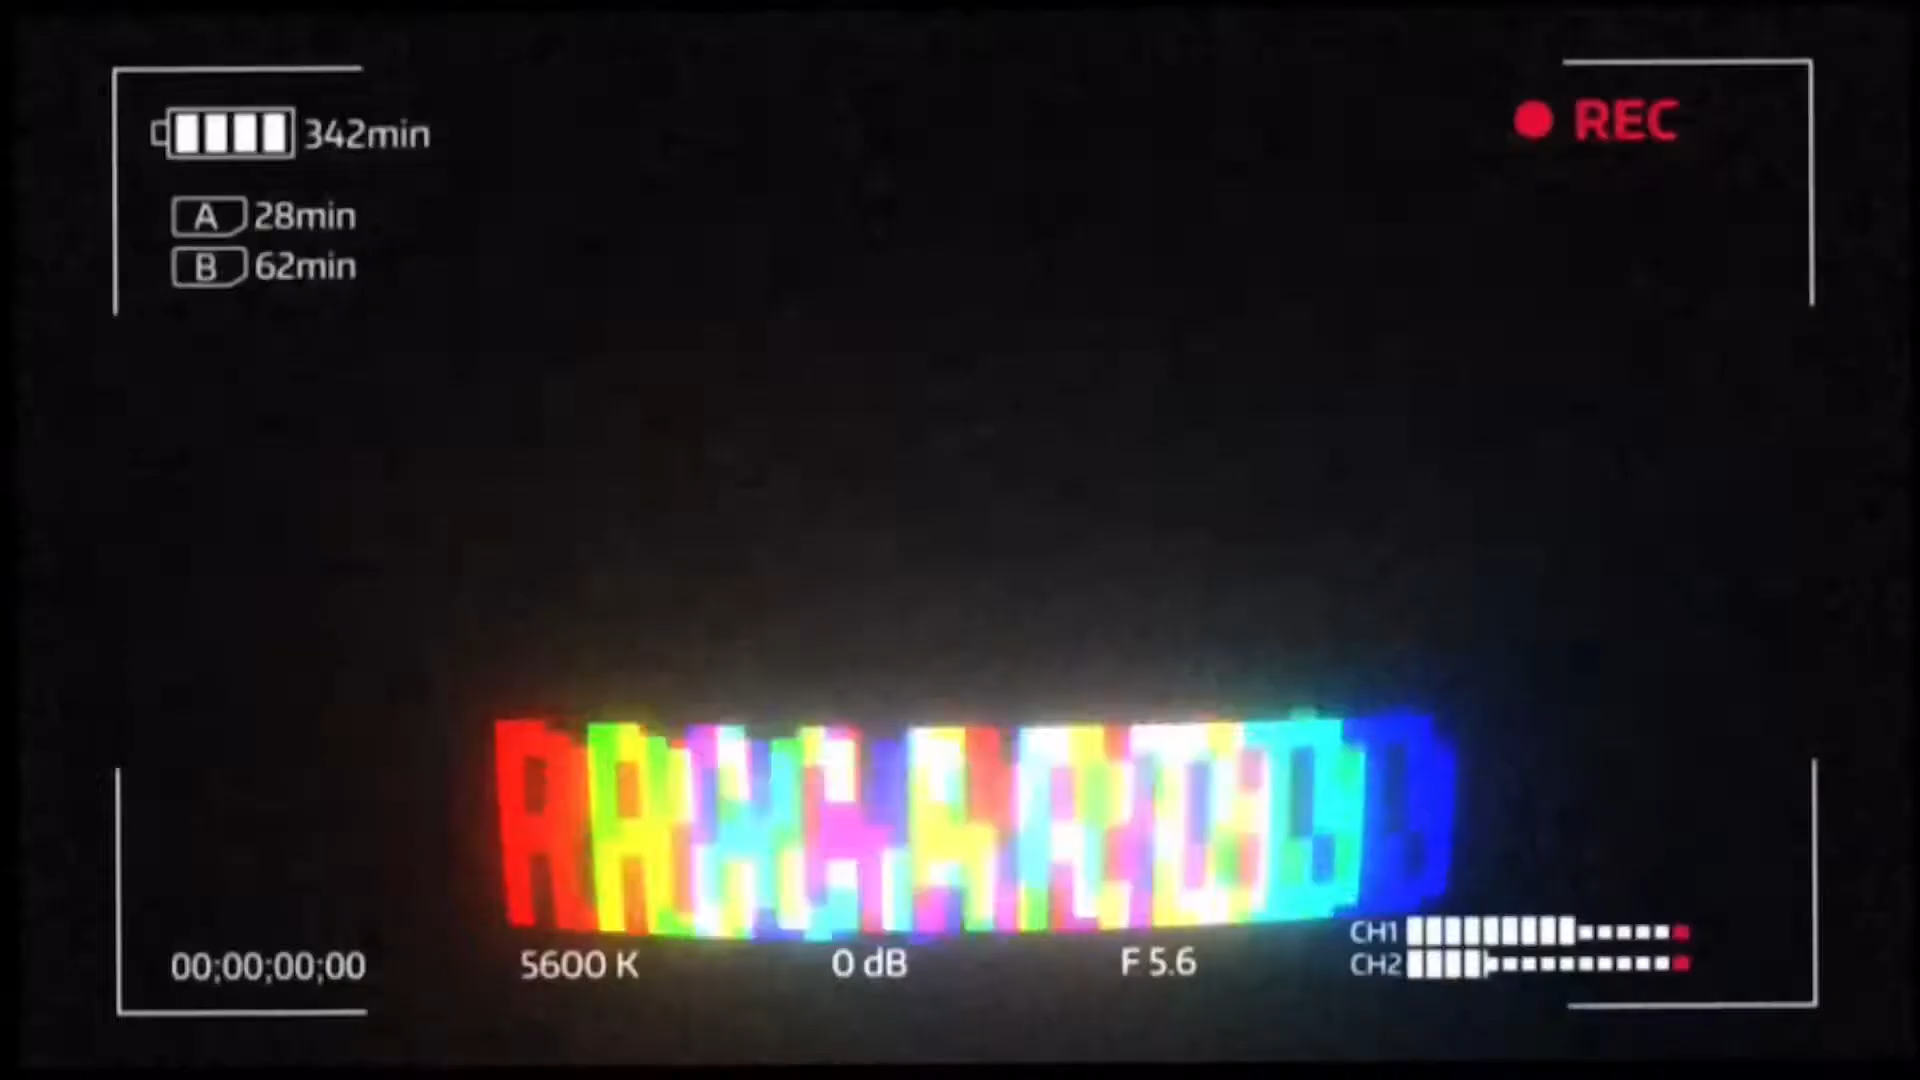 342min
REC
A 28min
B 62min
00;00;00;00
5600 K
0 dB
F 5.6
CH1
CH2